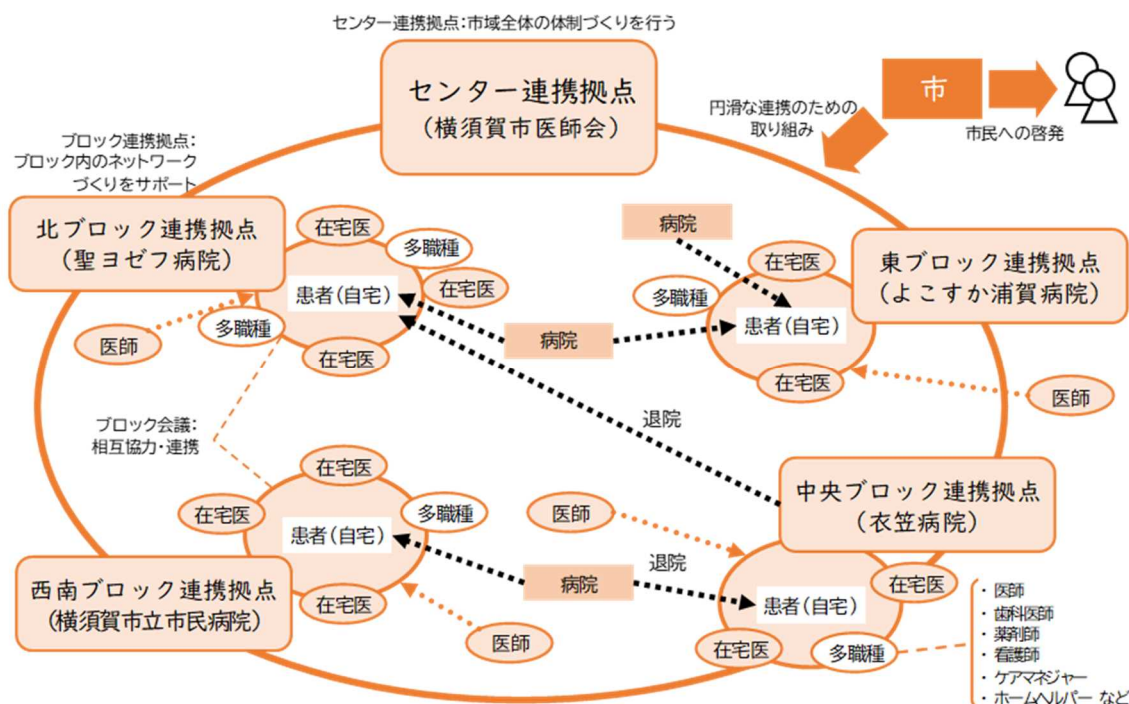 センター連携拠点：市域全体の体制づくりを行う
センター連携拠点
（横須賀市医師会）
市
円滑な連携のための
取り組み
市民への啓発
ブロック連携拠点：
ブロック内のネットワーク
づくりをサポート
北ブロック連携拠点
（聖ヨゼフ病院）
在宅医
多職種
在宅医
患者（自宅）
多職種
在宅医
医師
病院
病院
東ブロック連携拠点
（よこすか浦賀病院）
在宅医
多職種
患者（自宅）
在宅医
医師
ブロック会議：
相互協力・連携
退院
在宅医
在宅医
多職種
患者（自宅）
在宅医
医師
西南ブロック連携拠点
（横須賀市立市民病院）
病院
退院
医師
中央ブロック連携拠点
（衣笠病院）
在宅医
患者（自宅）
在宅医
多職種
・ 医師
・ 歯科医師
・ 薬剤師
・ 看護師
・ ケアマネジャー
・ ホームヘルパー など